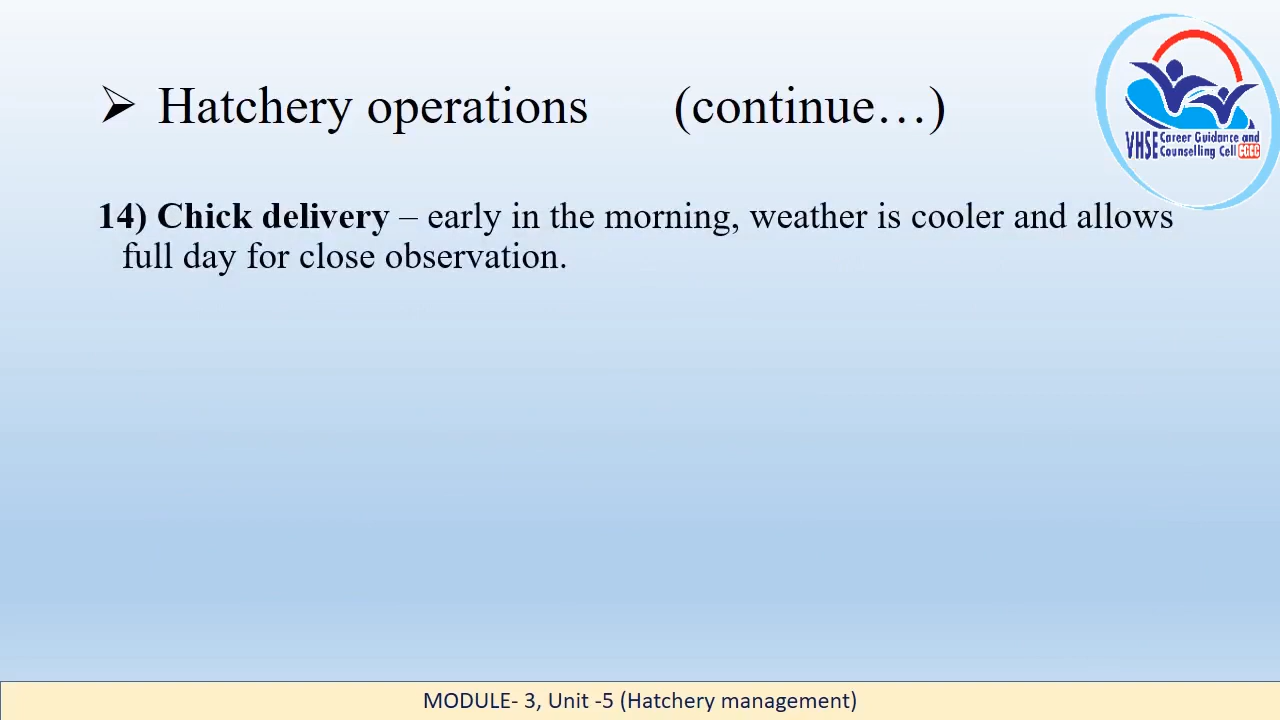 ➢ Hatchery operations (continue…)
VHSE Career Guidance and
Counselling Cell CGCC
14) Chick delivery – early in the morning, weather is cooler and allows
full day for close observation.
MODULE- 3, Unit -5 (Hatchery management)